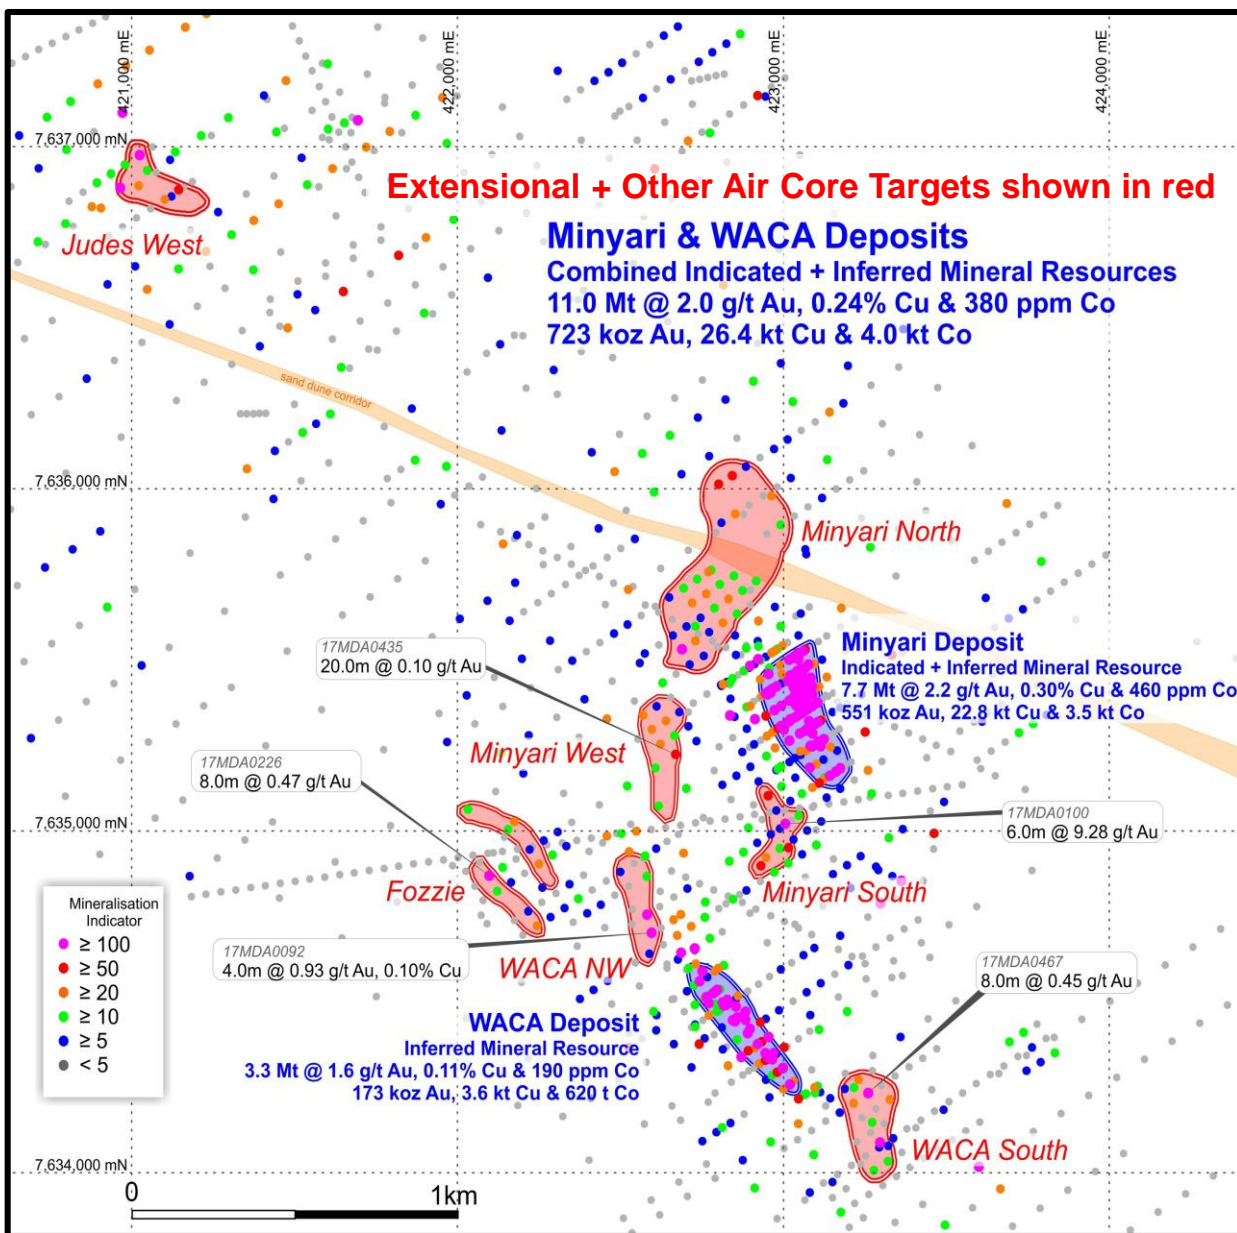 421,000 mE
422,000 mE
423,000 mE
424,000 mE
7,637,000 mN
Extensional + Other Air Core Targets shown in red
Judes West
Minyari & WACA Deposits
Combined Indicated + Inferred Mineral Resources
11.0 Mt @ 2.0 g/t Au, 0.24% Cu & 380 ppm Co
723 koz Au, 26.4 kt Cu & 4.0 kt Co
sand dune corridor
7,636,000 mN
Minyari North
17MDA0435
20.0m @ 0.10 g/t Au
Minyari Deposit
Indicated + Inferred Mineral Resource
7.7 Mt @ 2.2 g/t Au, 0.30% Cu & 460 ppm Co
551 koz Au, 22.8 kt Cu & 3.5 kt Co
Minyari West
17MDA0226
8.0m @ 0.47 g/t Au
17MDA0100
6.0m @ 9.28 g/t Au
7,635,000 mN
Fozzie
Minyari South
Mineralisation
Indicator
≥ 100
≥ 50
≥ 20
≥ 10
≥ 5
< 5
17MDA0092
4.0m @ 0.93 g/t Au, 0.10% Cu
WACA NW
17MDA0467
8.0m @ 0.45 g/t Au
WACA Deposit
Inferred Mineral Resource
3.3 Mt @ 1.6 g/t Au, 0.11% Cu & 190 ppm Co
173 koz Au, 3.6 kt Cu & 620 t Co
WACA South
7,634,000 mN
0
1km